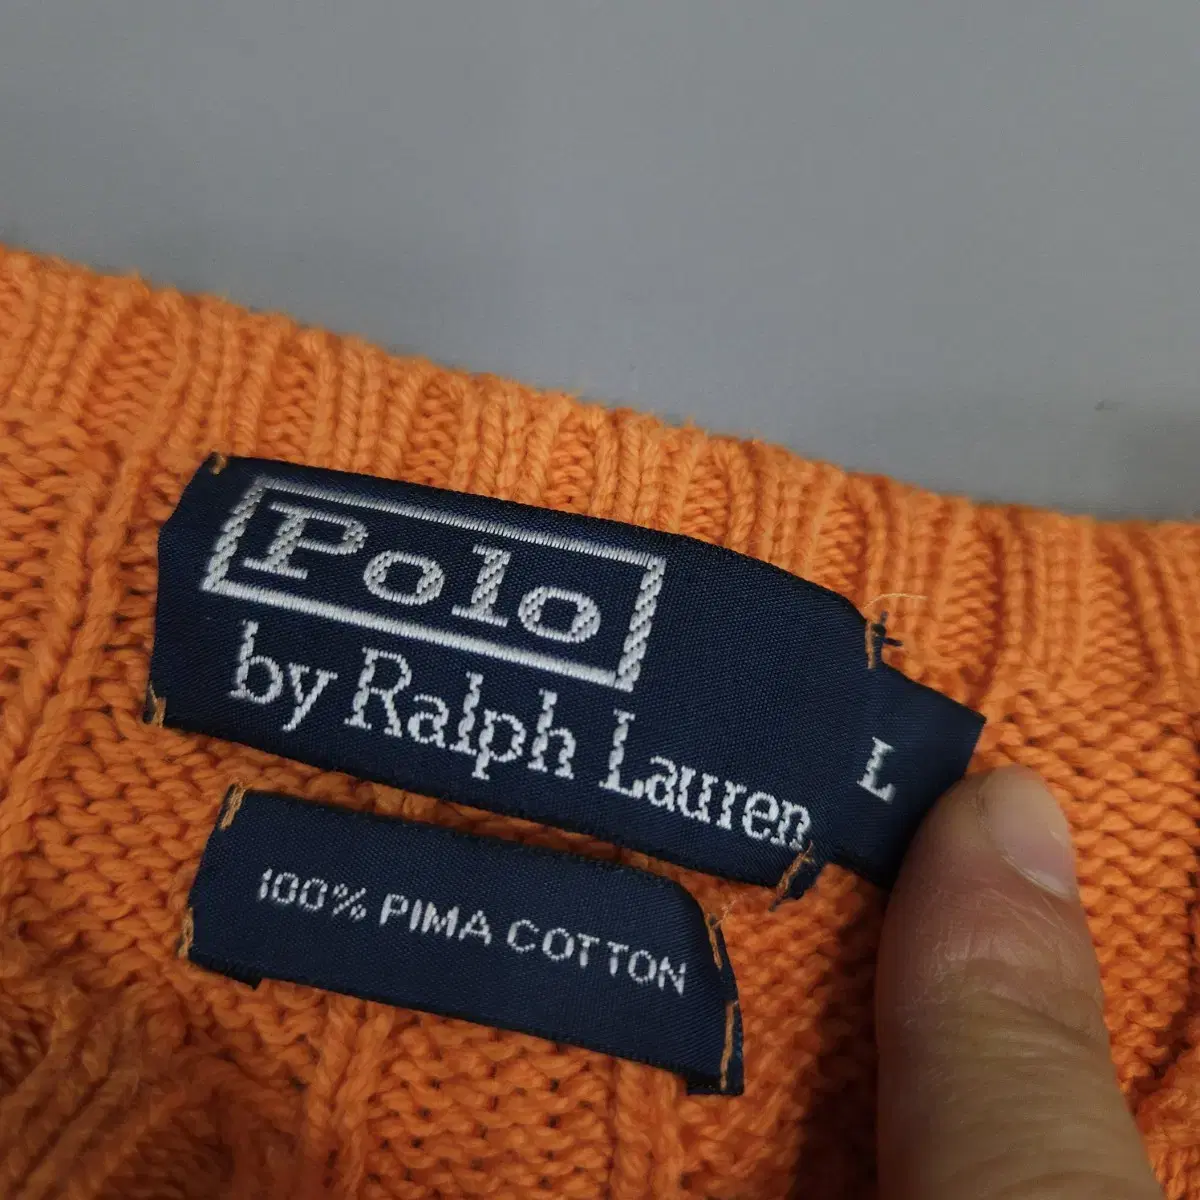 Polo
by Ralph Lauren
L
100% PIMA COTTON